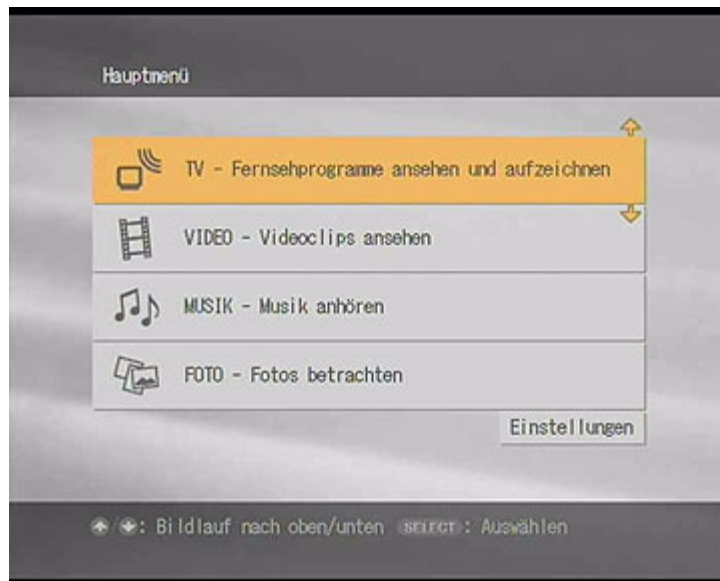 Hauptmenü
TV - Fernsehprogramme ansehen und aufzeichnen
VIDEO - Videoclips ansehen
MUSIK - Musik anhören
FOTO - Fotos betrachten
Einstellungen
/ : Bildlauf nach oben/unten SELECT : Auswählen